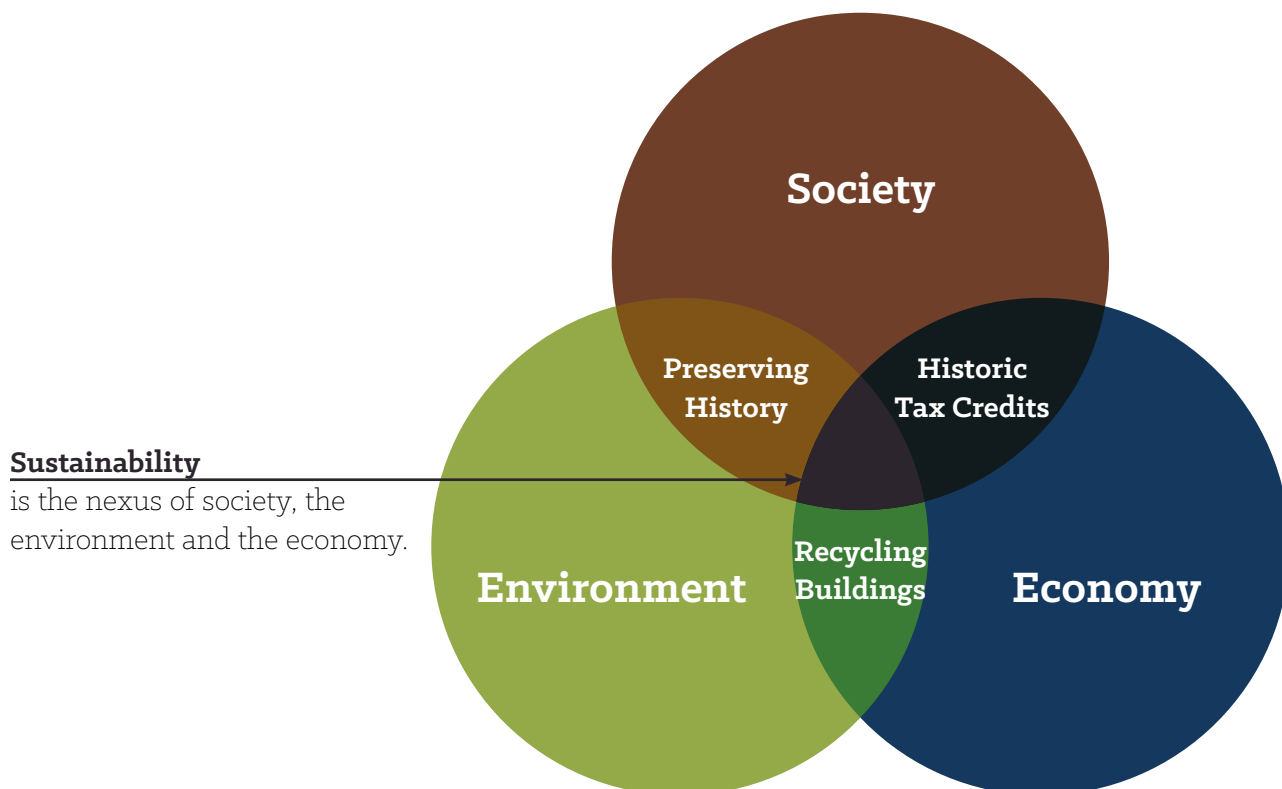 Society
Preserving
History
Historic
Tax Credits
Sustainability
is the nexus of society, the
environment and the economy.
Environment
Recycling
Buildings
Economy